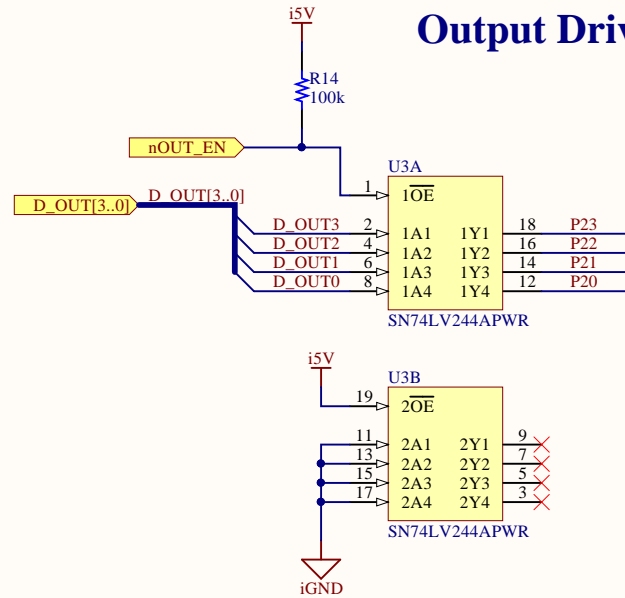 i5V
Output Driv
R14
100k
nOUT_EN
U3A
1 1OE
D_OUT[3..0] D_OUT[3..0]
D_OUT3 2 1A1 1Y1 18 P23
D_OUT2 4 1A2 1Y2 16 P22
D_OUT1 6 1A3 1Y3 14 P21
D_OUT0 8 1A4 1Y4 12 P20
SN74LV244APWR
i5V
U3B
19 2OE
11 2A1 2Y1 9
13 2A2 2Y2 7
15 2A3 2Y3 5
17 2A4 2Y4 3
SN74LV244APWR
iGND